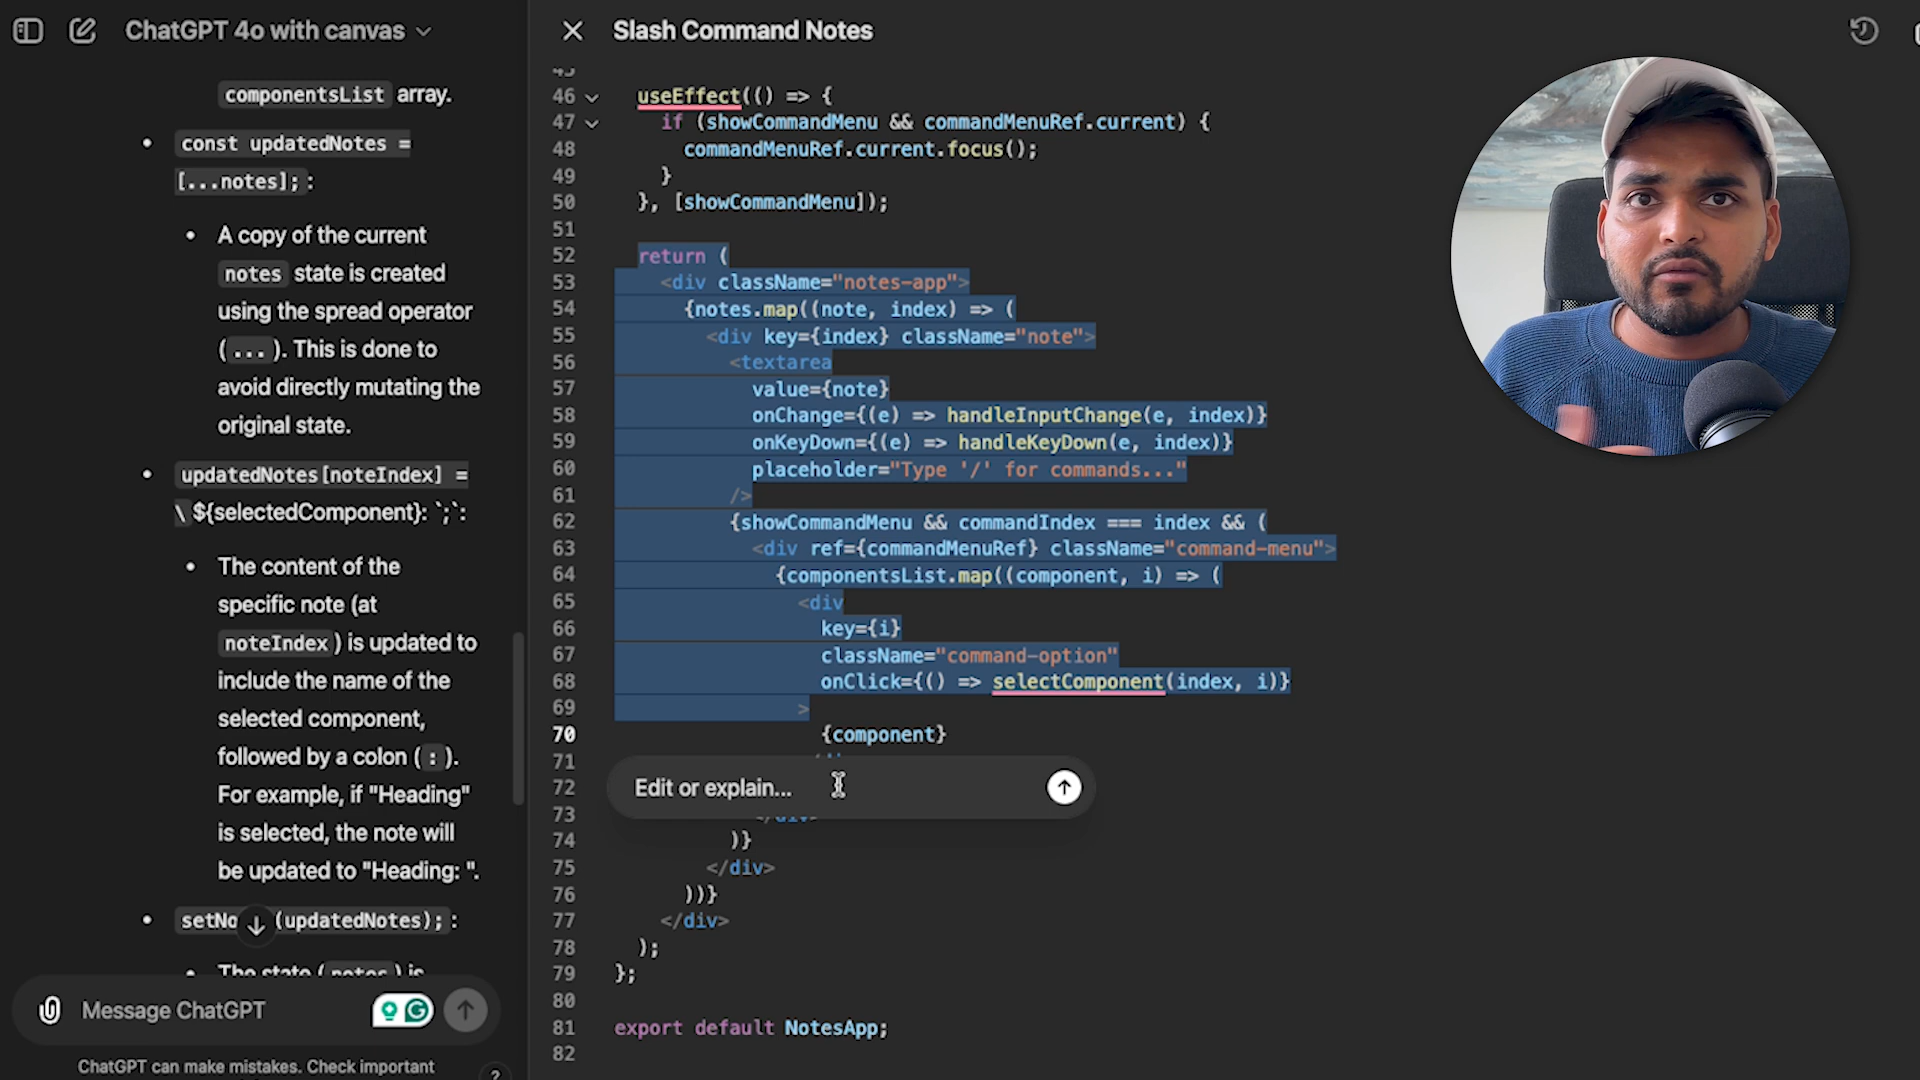 ChatGPT 4o with canvas
componentsList array.
• const updatedNotes =
[...notes]; :
• A copy of the current
notes state is created
using the spread operator
( ... ). This is done to
avoid directly mutating the
original state.
• updatedNotes[noteIndex] =
\ ${selectedComponent}: `;`:
• The content of the
specific note (at
noteIndex ) is updated to
include the name of the
selected component,
followed by a colon ( : ).
For example, if "Heading"
is selected, the note will
be updated to "Heading: ".
• setNo (updatedNotes); :
• The state ( notes ) is
Message ChatGPT
ChatGPT can make mistakes. Check important
?
Slash Command Notes
45
46 useEffect(() => {
47 if (showCommandMenu && commandMenuRef.current) {
48 commandMenuRef.current.focus();
49 }
50 }, [showCommandMenu]);
51
52 return (
53 <div className="notes-app">
54 {notes.map((note, index) => (
55 <div key={index} className="note">
56 <textarea
57 value={note}
58 onChange={(e) => handleInputChange(e, index)}
59 onKeyDown={(e) => handleKeyDown(e, index)}
60 placeholder="Type '/' for commands..."
61 />
62 {showCommandMenu && commandIndex === index && (
63 <div ref={commandMenuRef} className="command-menu">
64 {componentsList.map((component, i) => (
65 <div
66 key={i}
67 className="command-option"
68 onClick={() => selectComponent(index, i)}
69 >
70 {component}
71
72 Edit or explain...
73 </div>
74 )}
75 </div>
76 ))}
77 </div>
78 );
79 };
80
81 export default NotesApp;
82